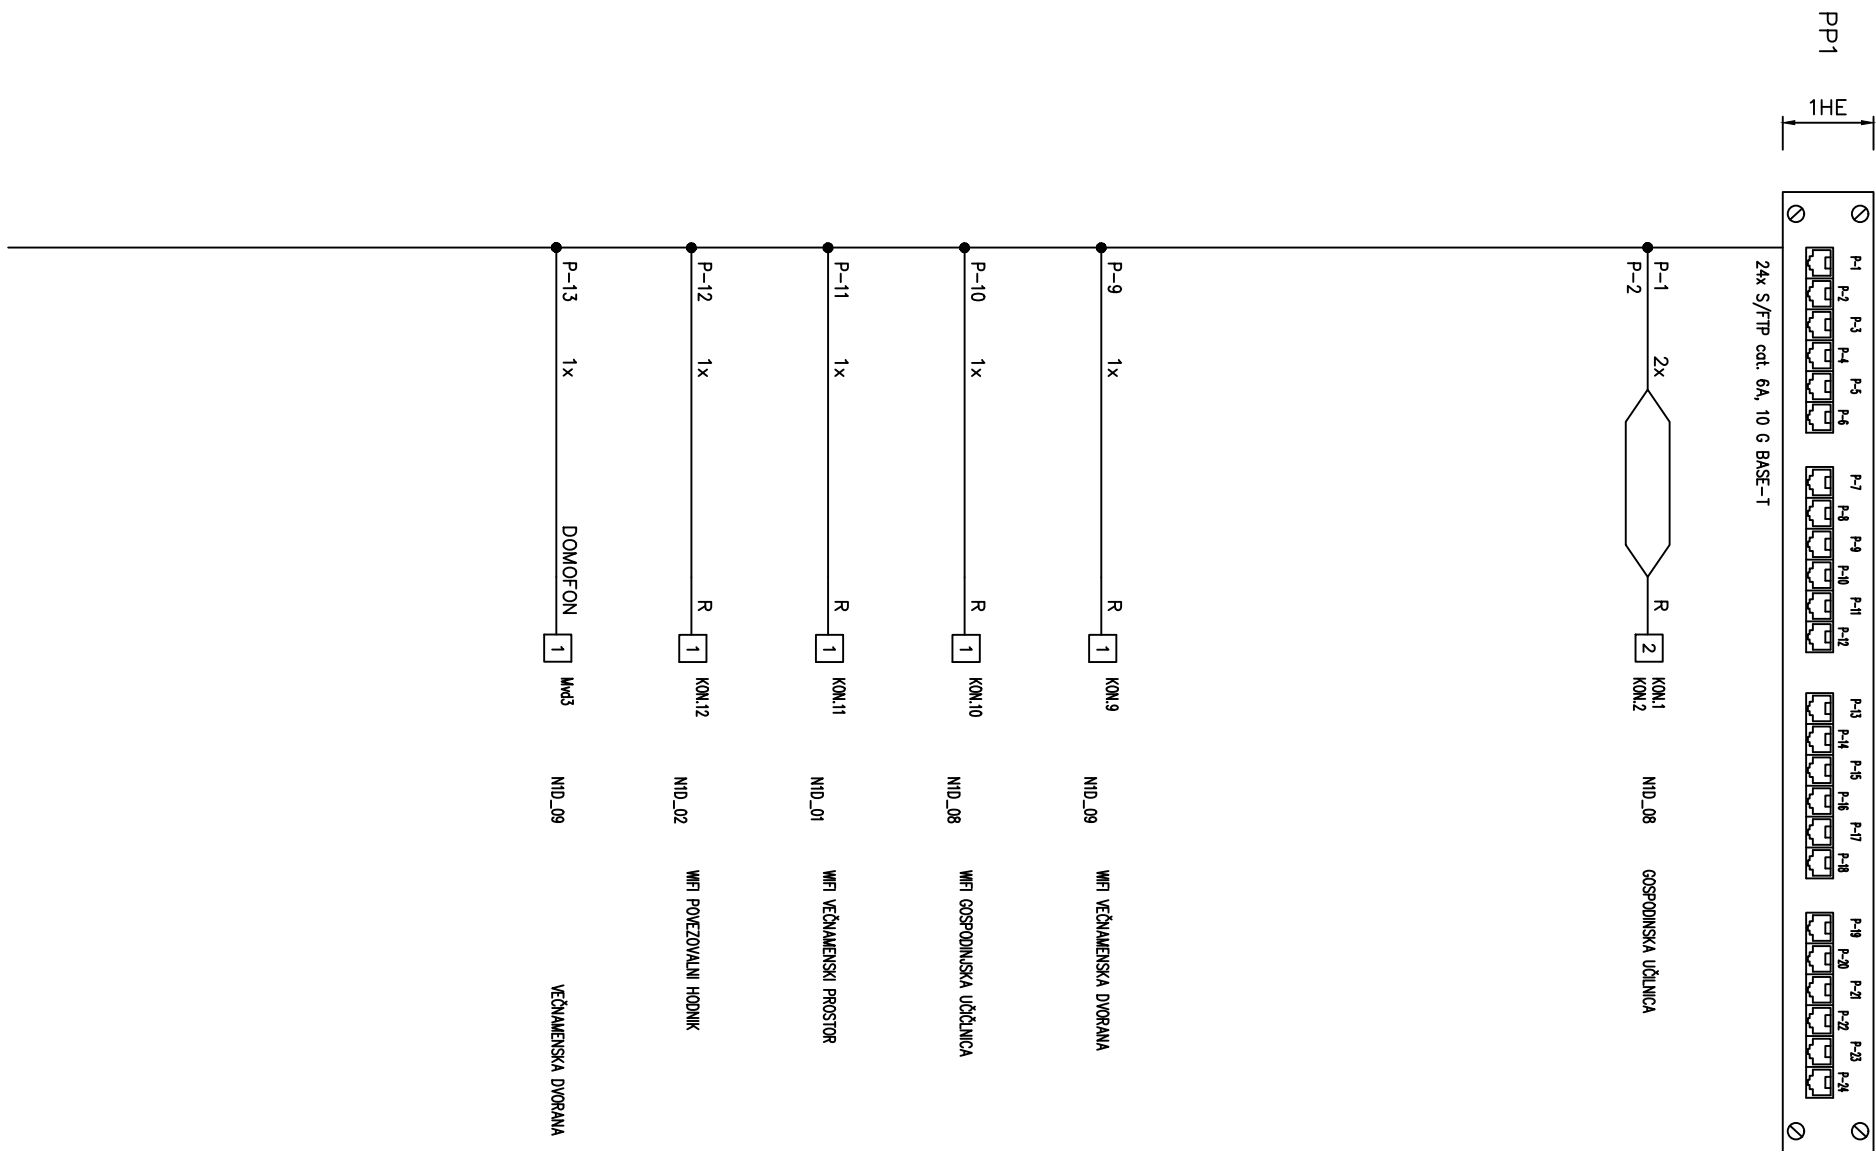 PP1
1HE
P-1
P-2
P-3
P-4
P-5
P-6
P-7
P-8
P-9
P-10
P-11
P-12
P-13
P-14
P-15
P-16
P-17
P-18
P-19
P-20
P-21
P-22
P-23
P-24
24x S/FTP cat. 6A, 10 G BASE-T
P-1 2x R KON.1
P-2 2 KON.2 N1D_08 GOSPODINSKA UČILNICA
P-9 1x R 1 KON.9 N1D_09 WIFI VEČNAMENSKA DVORANA
P-10 1x R 1 KON.10 N1D_08 WIFI GOSPODINJSKA UČIČLNICA
P-11 1x R 1 KON.11 N1D_01 WIFI VEČNAMENSKI PROSTOR
P-12 1x R 1 KON.12 N1D_02 WIFI POVEZOVALNI HODNIK
P-13 1x DOMOFON 1 Mvd3 N1D_09 VEČNAMENSKA DVORANA